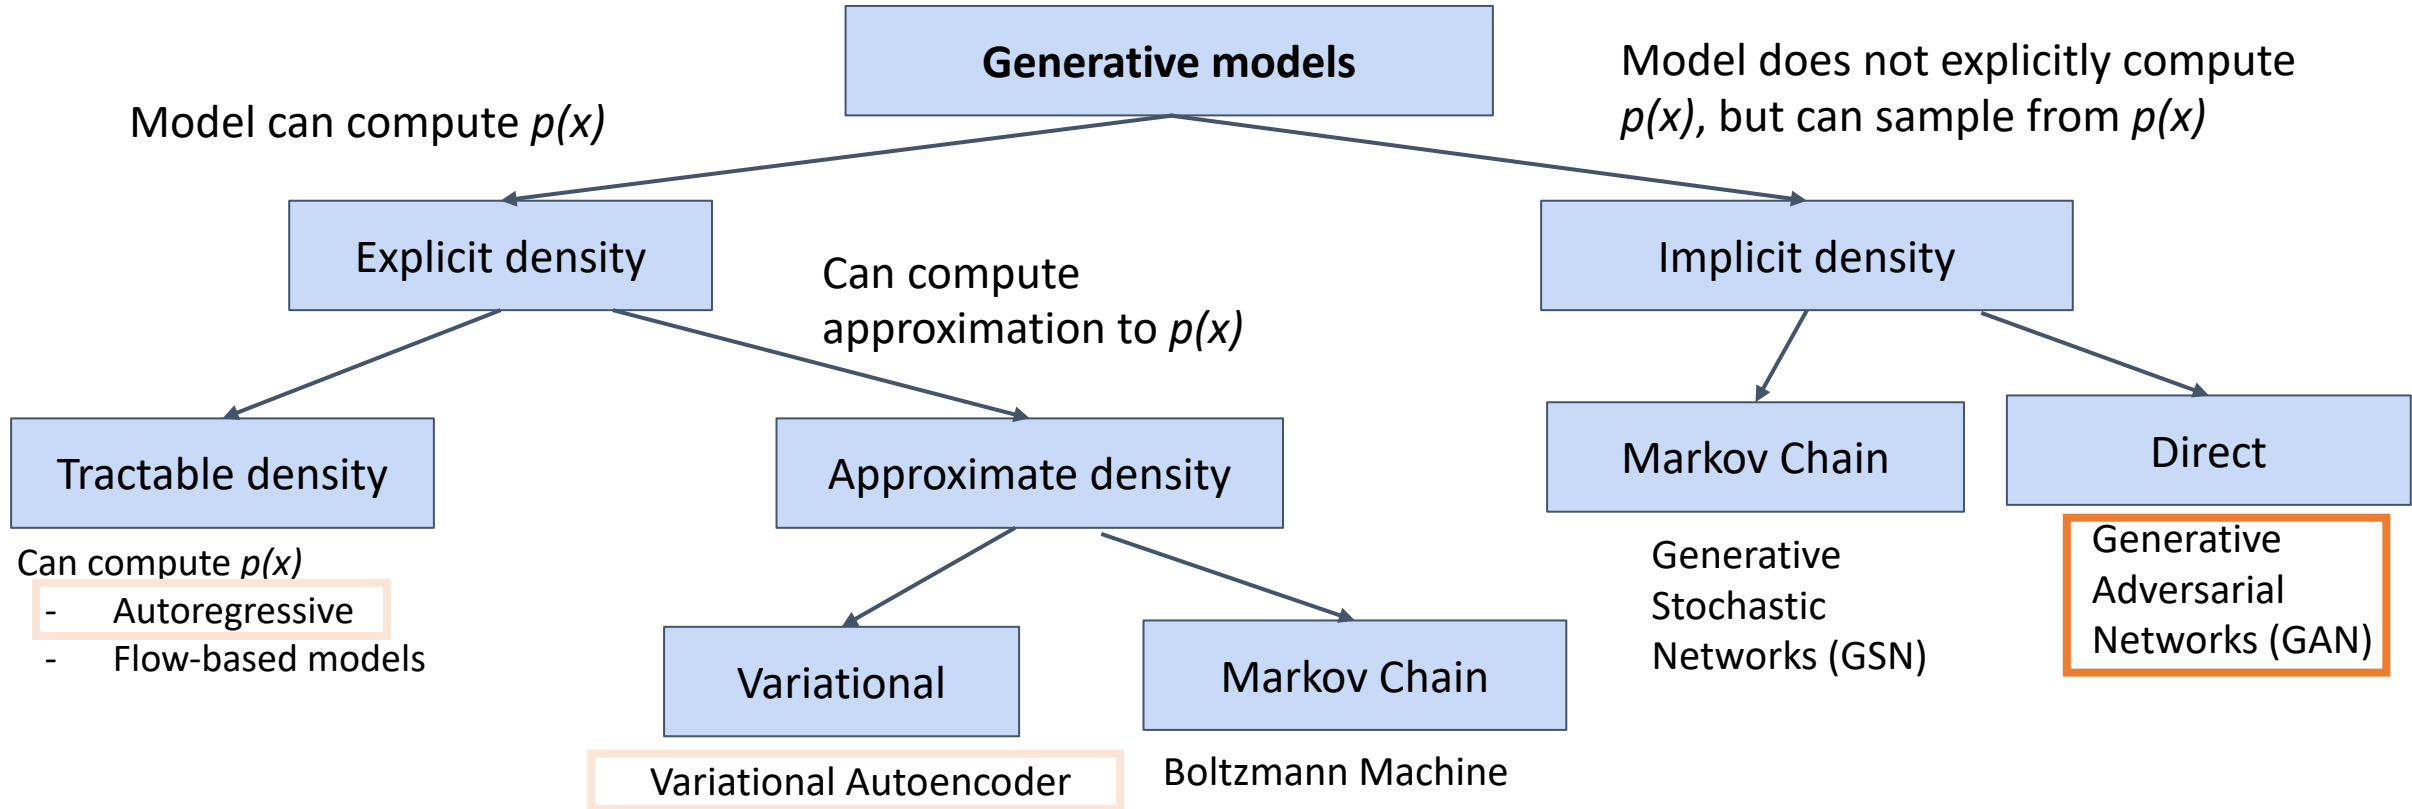 Generative models
Model can compute p(x)
Model does not explicitly compute
p(x), but can sample from p(x)
Explicit density
Implicit density
Can compute
approximation to p(x)
Tractable density
Approximate density
Markov Chain
Direct
Can compute p(x)
- Autoregressive
- Flow-based models
Generative
Stochastic
Networks (GSN)
Generative
Adversarial
Networks (GAN)
Variational
Markov Chain
Variational Autoencoder
Boltzmann Machine